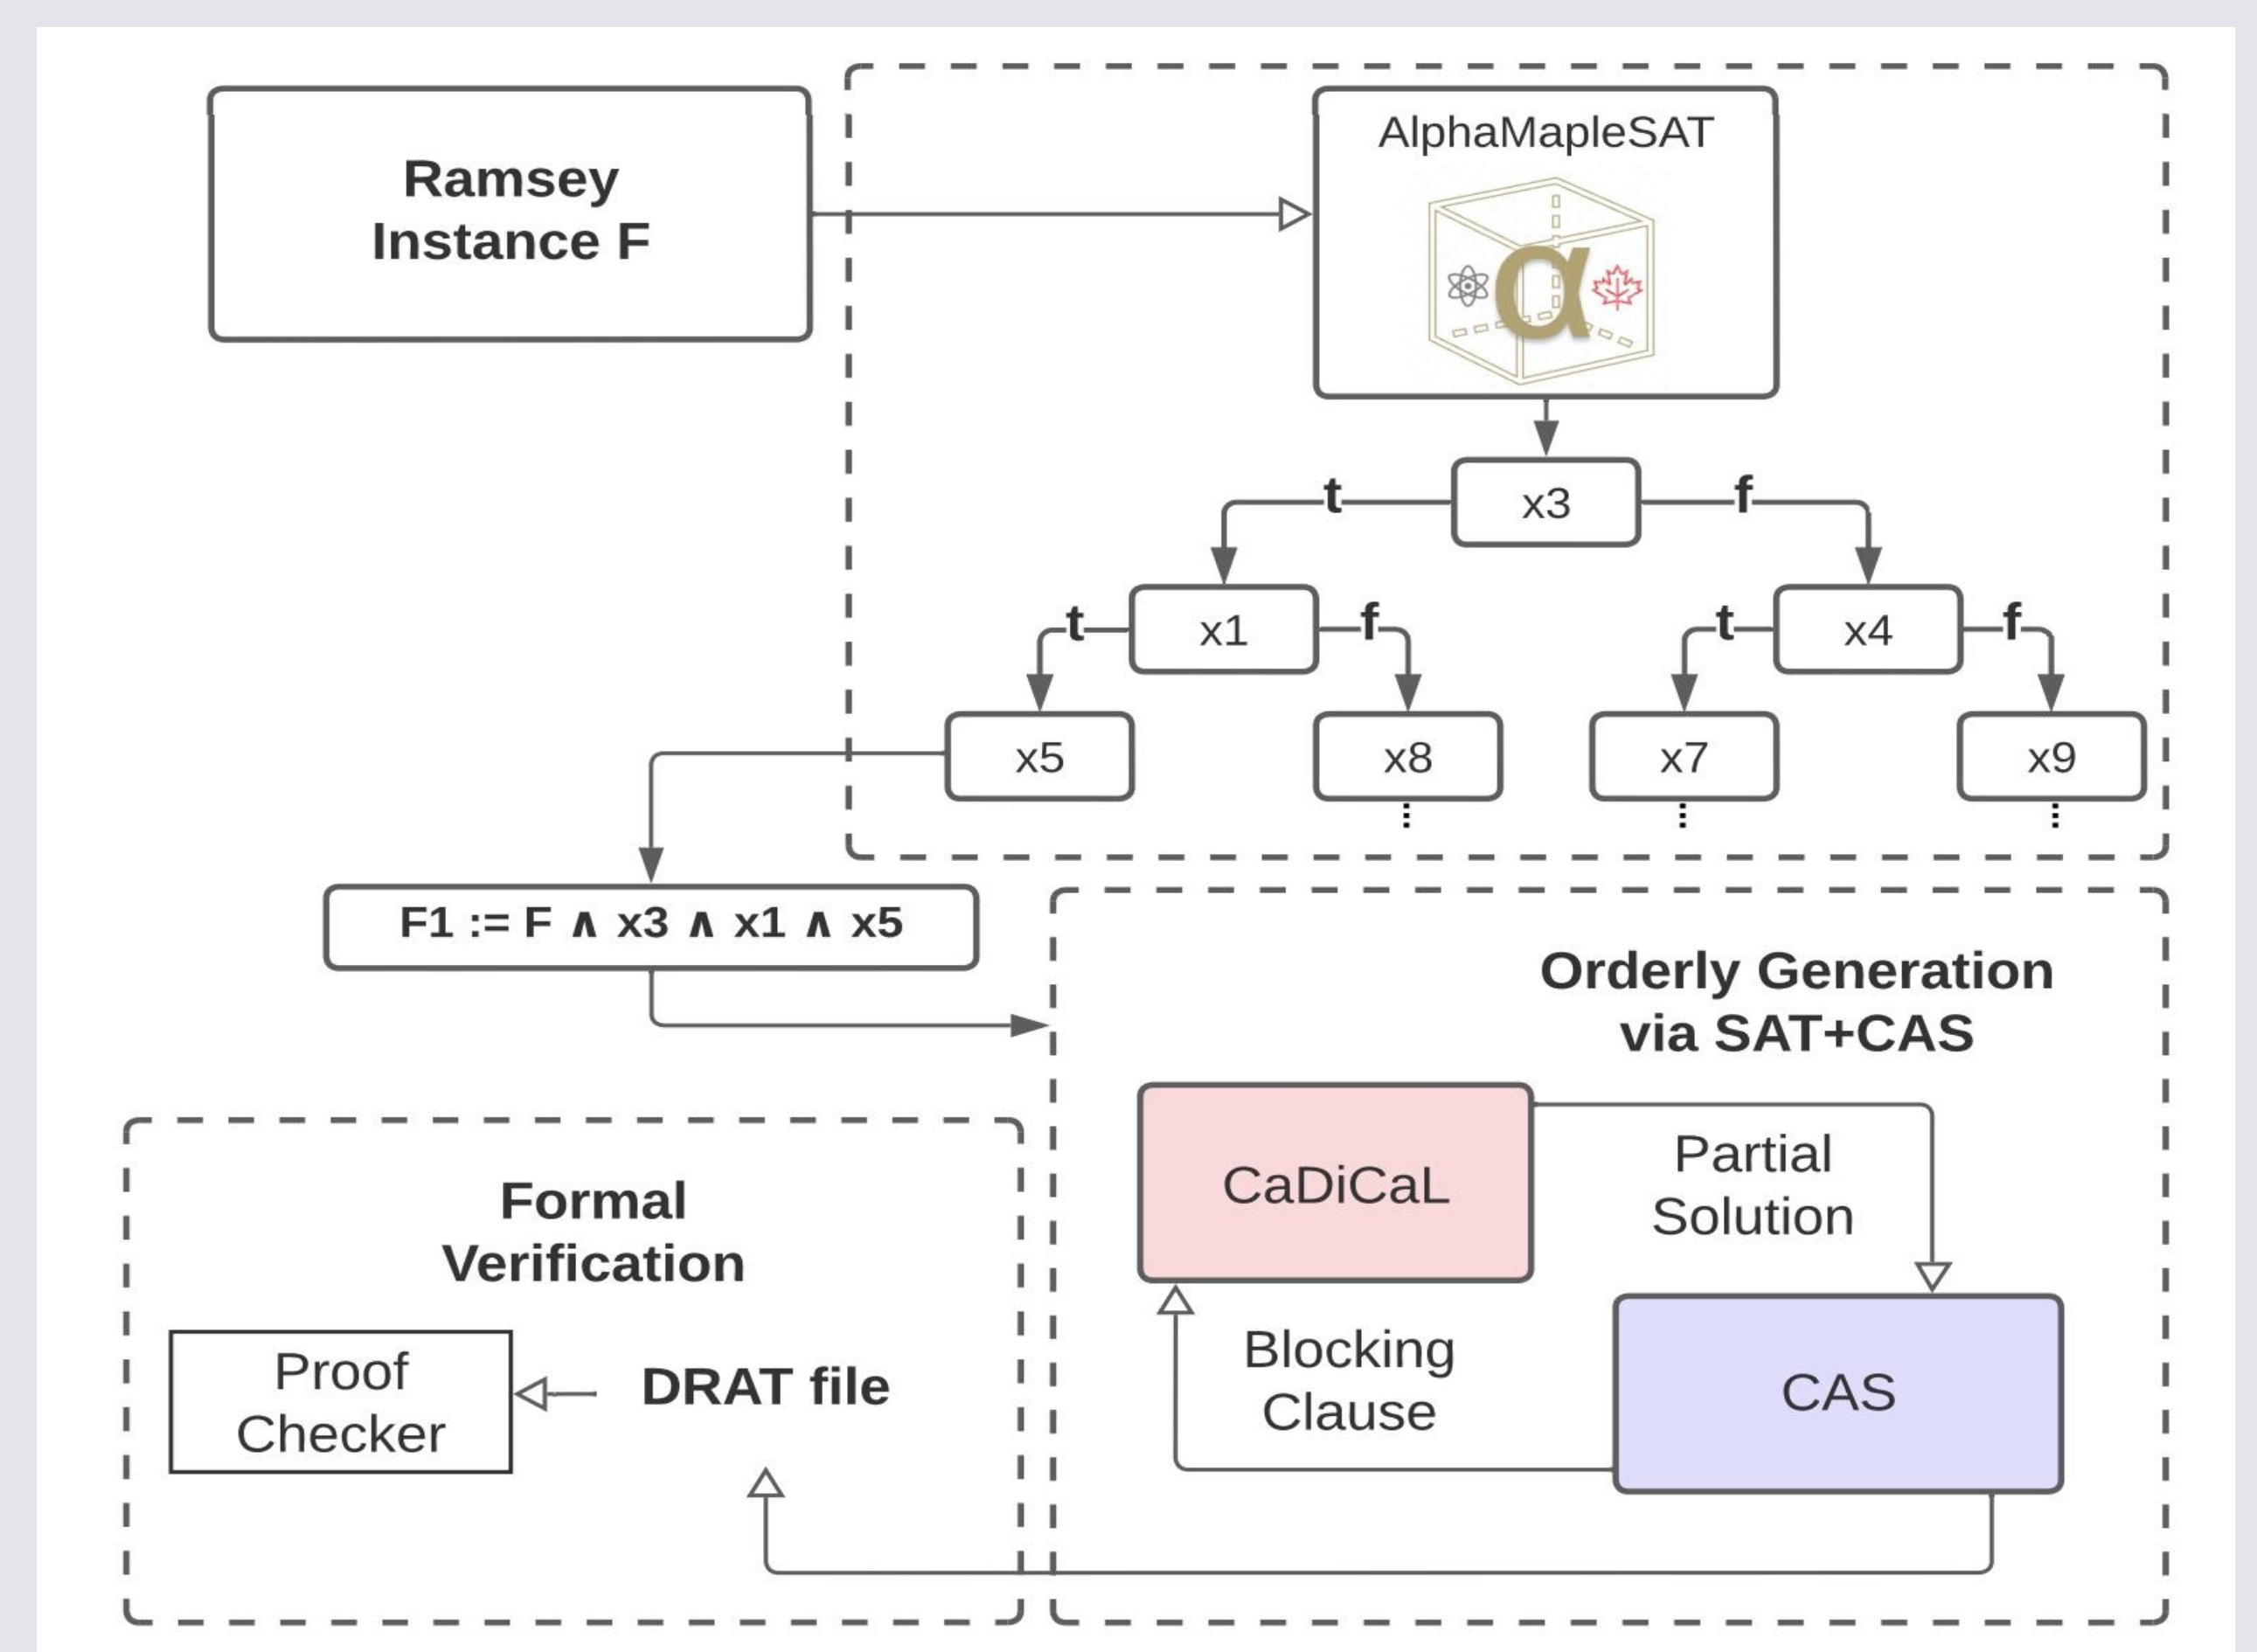 Ramsey
Instance F
AlphaMapleSAT
α
x3
t
f
x1
x4
t
f
t
f
x5
x8
x7
x9
F1 := F ∧ x3 ∧ x1 ∧ x5
Orderly Generation
via SAT+CAS
CaDiCaL
Partial
Solution
Blocking
Clause
CAS
Formal
Verification
Proof
Checker
DRAT file